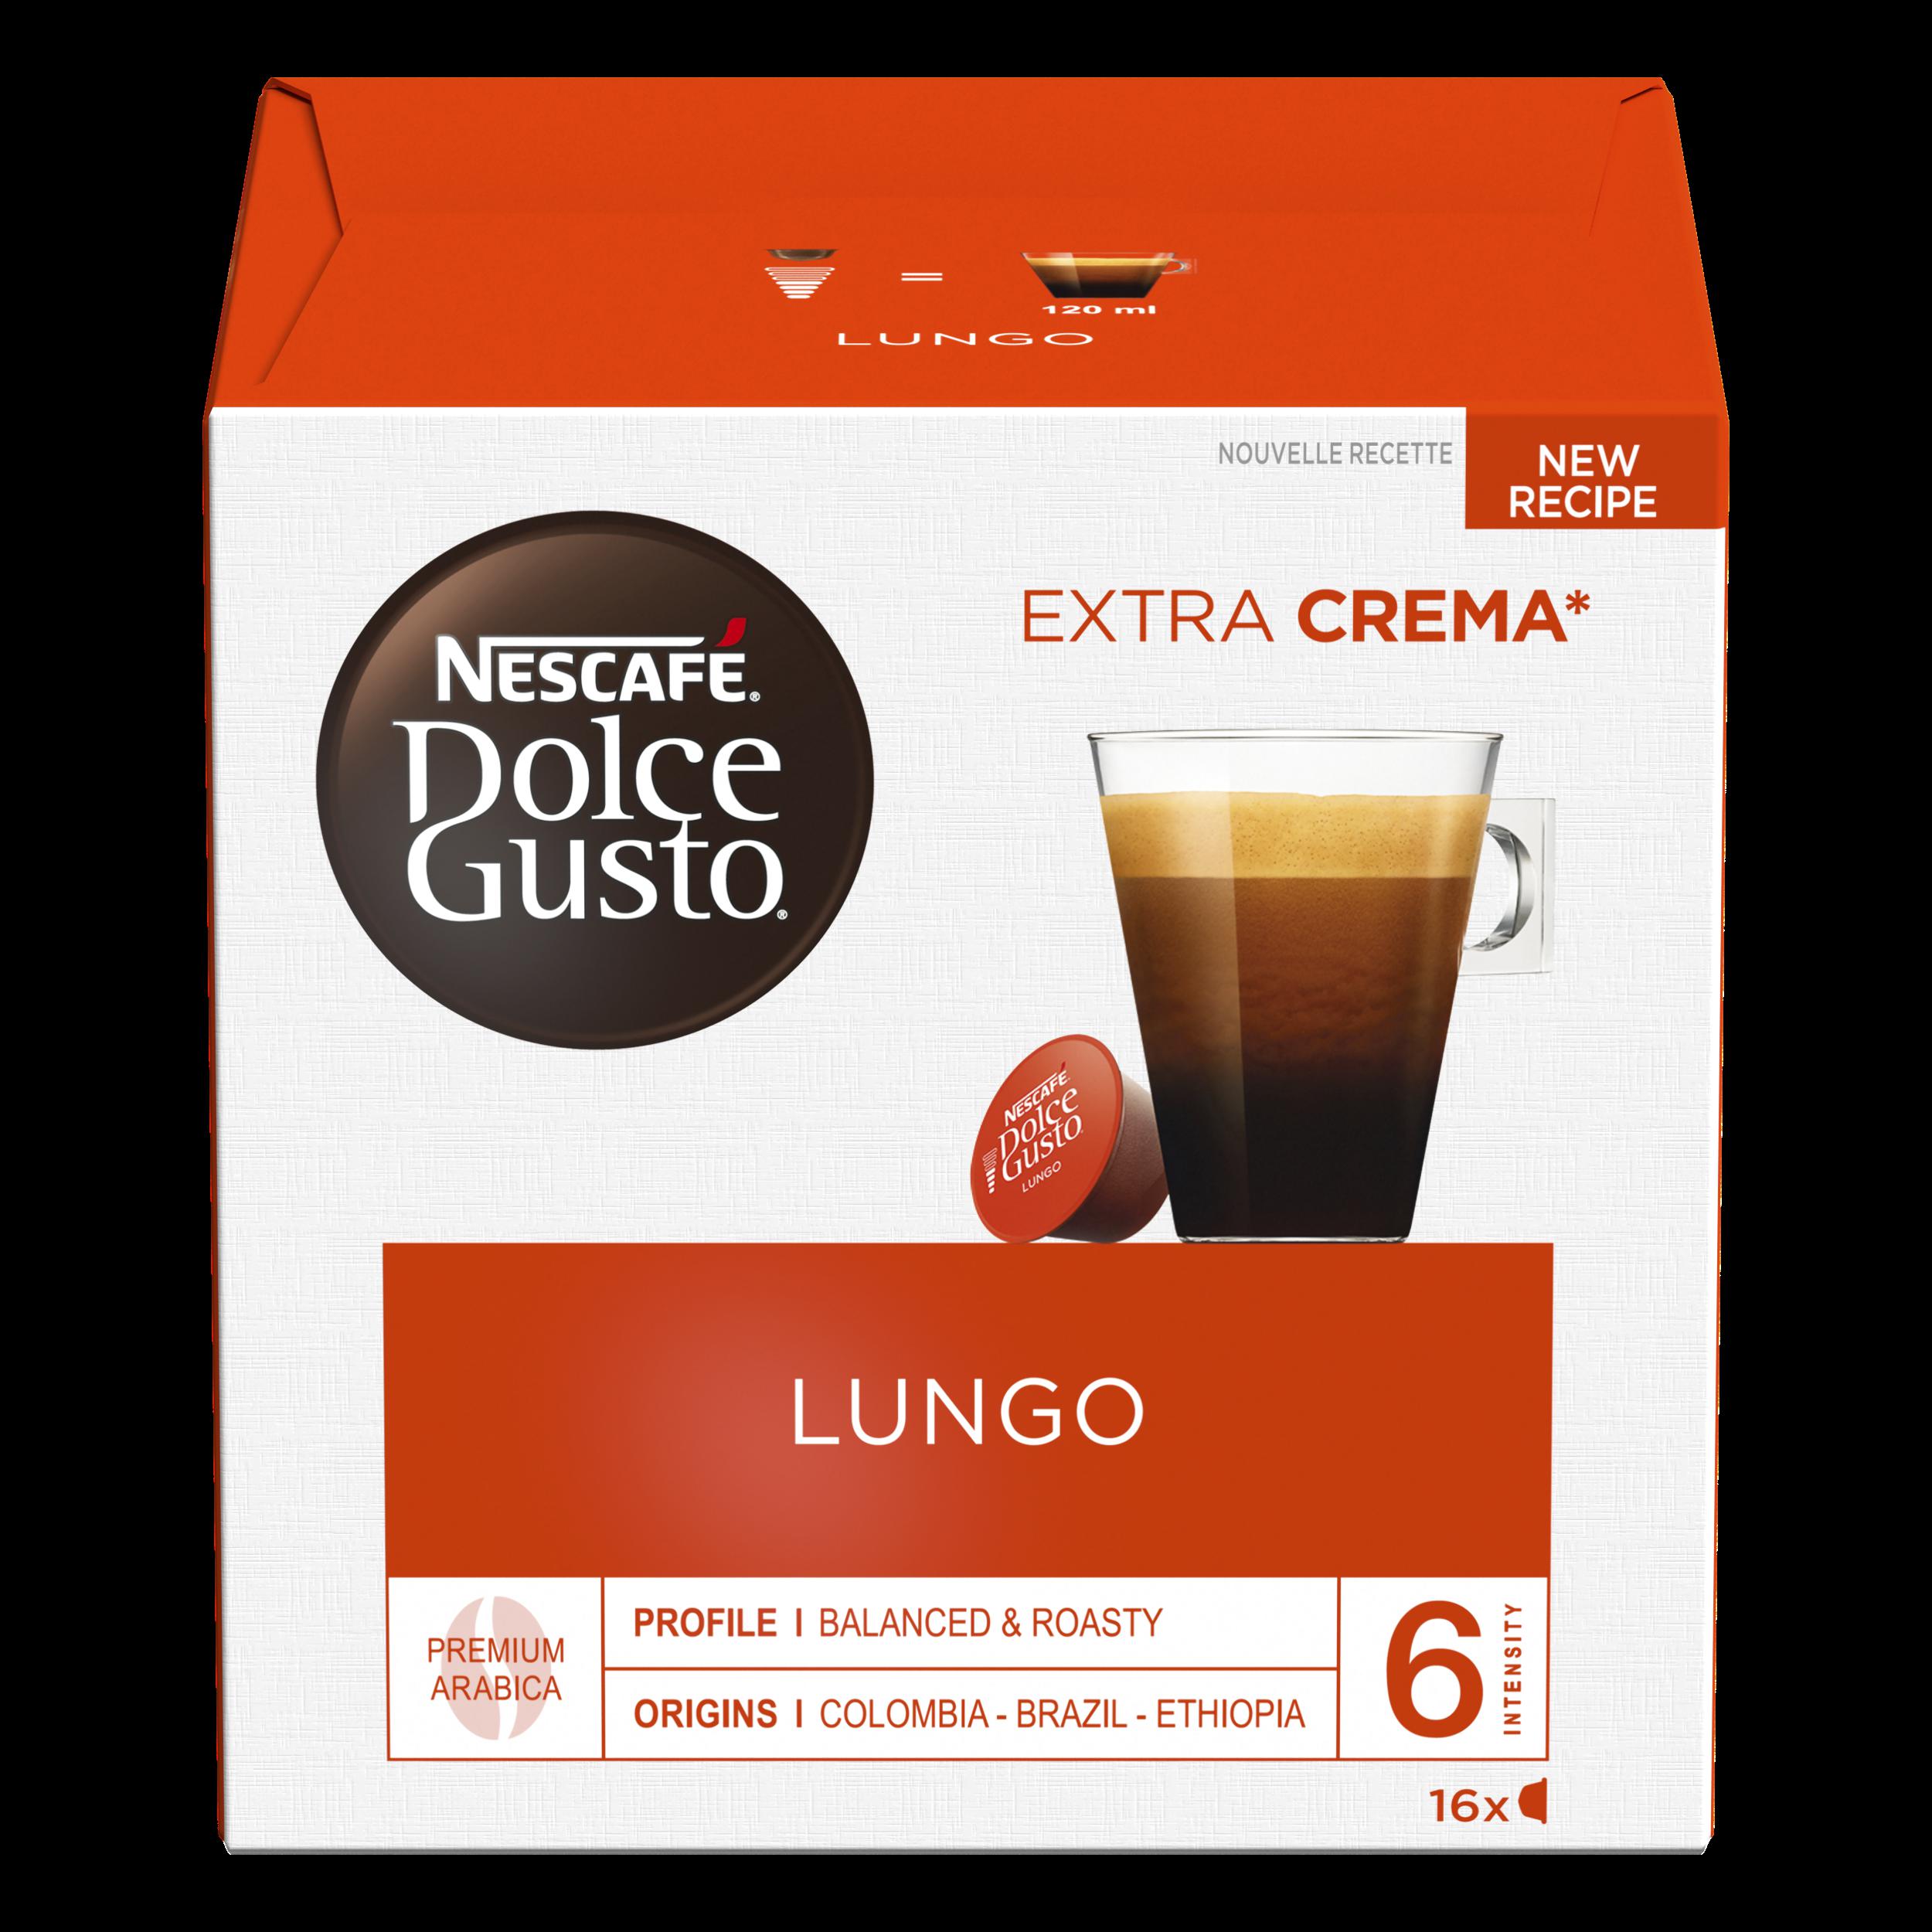 120 ml
LUNGO
NOUVELLE RECETTE
NEW
RECIPE
EXTRA CREMA*
NESCAFÉ®
Dolce
Gusto®
NESCAFÉ
Dolce
Gusto
LUNGO
LUNGO
PREMIUM
ARABICA
PROFILE | BALANCED & ROASTY
ORIGINS | COLOMBIA - BRAZIL - ETHIOPIA
6
INTENSITY
16x